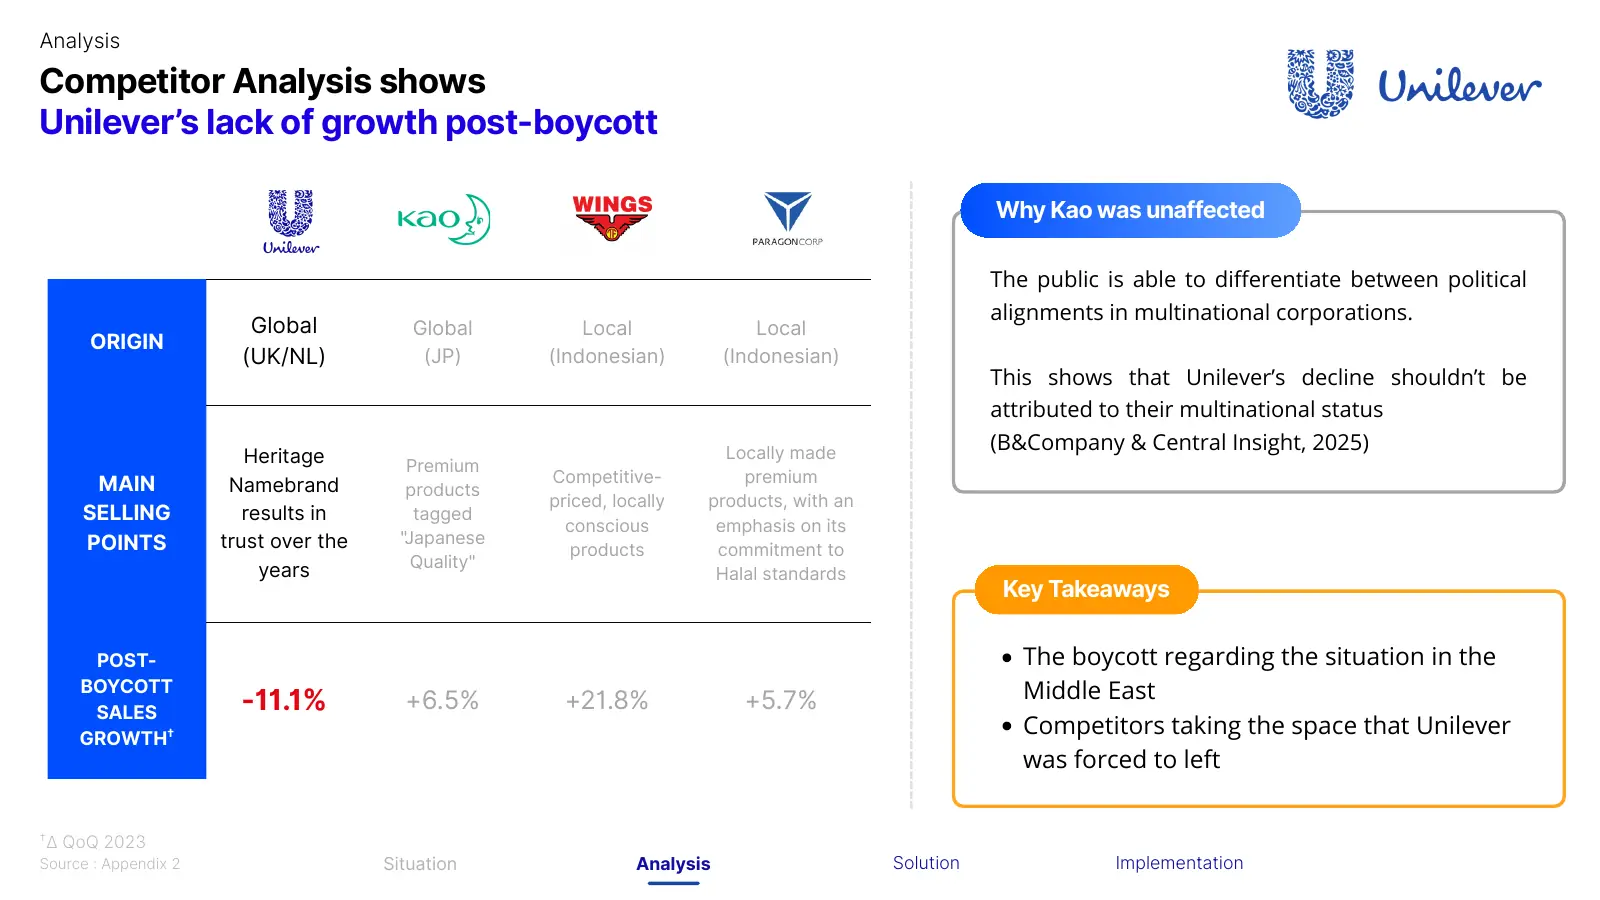 Analysis
Competitor Analysis shows
Unilever's lack of growth post-boycott
Unilever
Unilever
Kao
WINGS
PARAGONCORP
ORIGIN
Global
(UK/NL)
Global
(JP)
Local
(Indonesian)
Local
(Indonesian)
MAIN
SELLING
POINTS
Heritage
Namebrand
results in
trust over the
years
Premium
products
tagged
"Japanese
Quality"
Competitive-
priced, locally
conscious
products
Locally made
premium
products, with an
emphasis on its
commitment to
Halal standards
POST-
BOYCOTT
SALES
GROWTH†
-11.1%
+6.5%
+21.8%
+5.7%
Why Kao was unaffected
The public is able to differentiate between political
alignments in multinational corporations.
This shows that Unilever's decline shouldn't be
attributed to their multinational status
(B&Company & Central Insight, 2025)
Key Takeaways
• The boycott regarding the situation in the
Middle East
• Competitors taking the space that Unilever
was forced to left
†Δ QoQ 2023
Source : Appendix 2
Situation
Analysis
Solution
Implementation